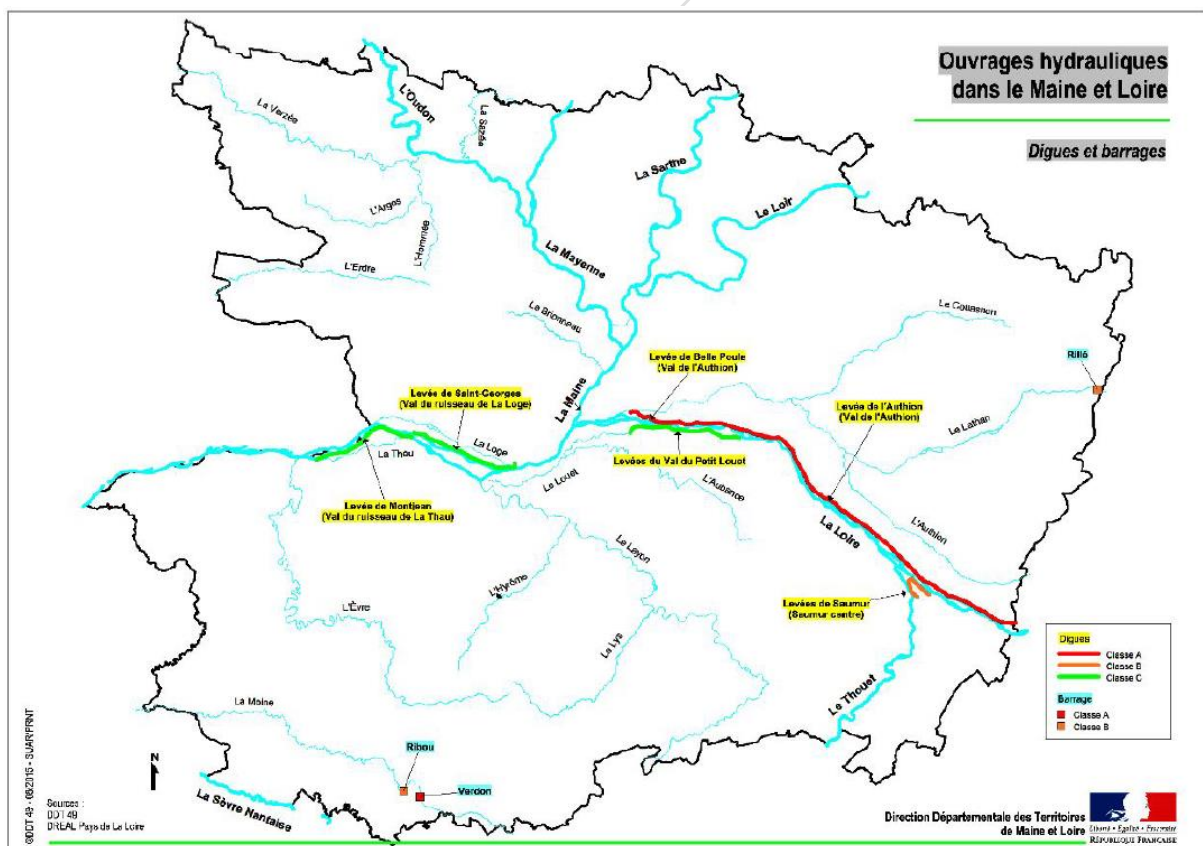 Ouvrages hydrauliques
dans le Maine et Loire
Digues et barrages
L'Oudon
La Verzée
La Sazée
L'Argos
L'Hommée
L'Erdre
La Mayenne
La Sarthe
Le Loir
Le Brionneau
La Maine
Le Couasnon
Rillé
Le Lathan
Levée de Belle Poule
(Val de l'Authion)
Levée de l'Authion
(Val de l'Authion)
Levée de Saint-Georges
(Val du ruisseau de La Loge)
La Loge
La Thau
Le Louet
Levées du Val du Petit Louet
L'Aubance
Levée de Montjean
(Val du ruisseau de La Thau)
La Loire
L'Authion
Le Layon
L'Hyrôme
L'Èvre
La Lys
Levées de Saumur
(Saumur centre)
Le Thouet
La Moine
Ribou
Verdon
La Sèvre Nantaise
N
Digues
Classe A
Classe B
Classe C
Barrage
Classe A
Classe B
Sources :
DDT 49
DREAL Pays de La Loire
Direction Départementale des Territoires
de Maine et Loire
Liberté • Égalité • Fraternité
RÉPUBLIQUE FRANÇAISE